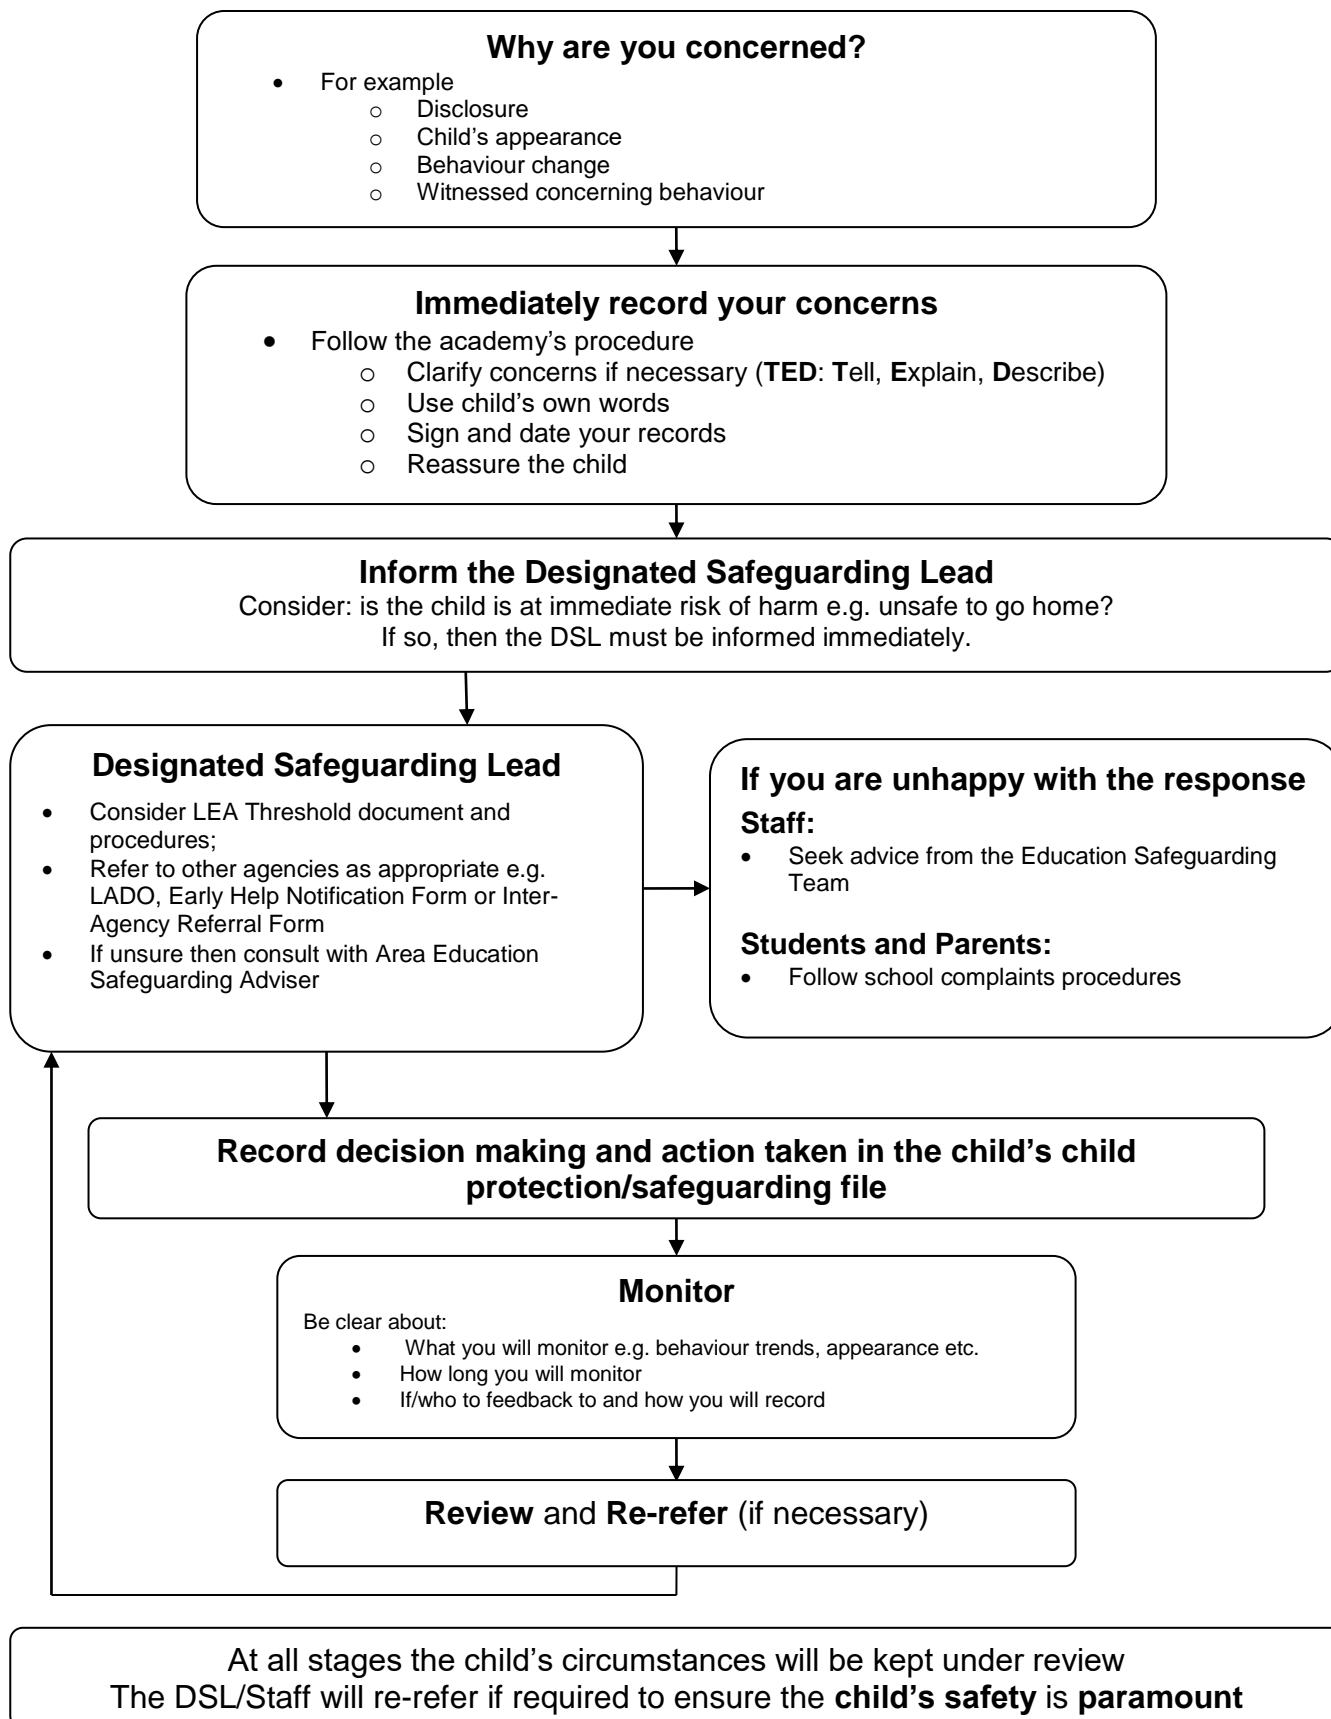 Why are you concerned?
• For example
o Disclosure
o Child’s appearance
o Behaviour change
o Witnessed concerning behaviour
Immediately record your concerns
• Follow the academy’s procedure
o Clarify concerns if necessary (TED: Tell, Explain, Describe)
o Use child’s own words
o Sign and date your records
o Reassure the child
Inform the Designated Safeguarding Lead
Consider: is the child is at immediate risk of harm e.g. unsafe to go home?
If so, then the DSL must be informed immediately.
Designated Safeguarding Lead
• Consider LEA Threshold document and
procedures;
• Refer to other agencies as appropriate e.g.
LADO, Early Help Notification Form or Inter-
Agency Referral Form
• If unsure then consult with Area Education
Safeguarding Adviser
If you are unhappy with the response
Staff:
• Seek advice from the Education Safeguarding
Team
Students and Parents:
• Follow school complaints procedures
Record decision making and action taken in the child’s child
protection/safeguarding file
Monitor
Be clear about:
• What you will monitor e.g. behaviour trends, appearance etc.
• How long you will monitor
• If/who to feedback to and how you will record
Review and Re-refer (if necessary)
At all stages the child’s circumstances will be kept under review
The DSL/Staff will re-refer if required to ensure the child’s safety is paramount